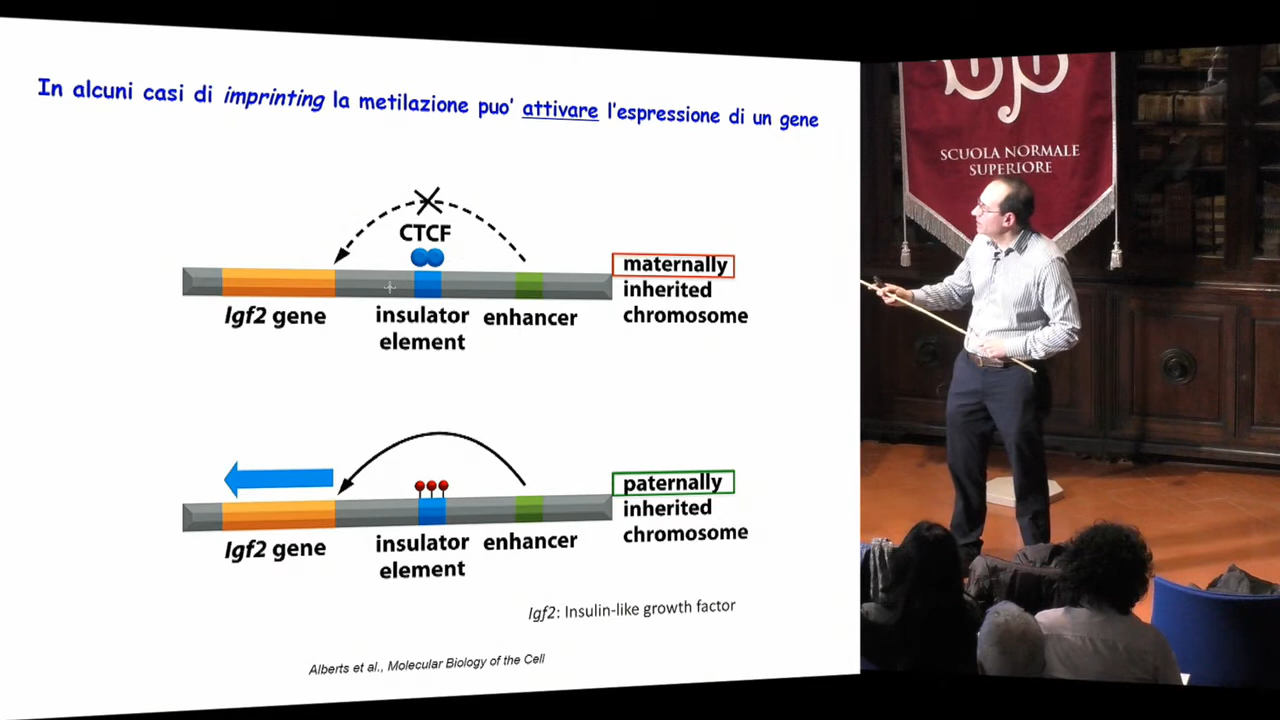 In alcuni casi di imprinting la metilazione puo' attivare l'espressione di un gene
CTCF
Igf2 gene
insulator
element
enhancer
maternally
inherited
chromosome
Igf2 gene
insulator
element
enhancer
paternally
inherited
chromosome
Igf2: Insulin-like growth factor
Alberts et al., Molecular Biology of the Cell
SCUOLA NORMALE
SUPERIORE